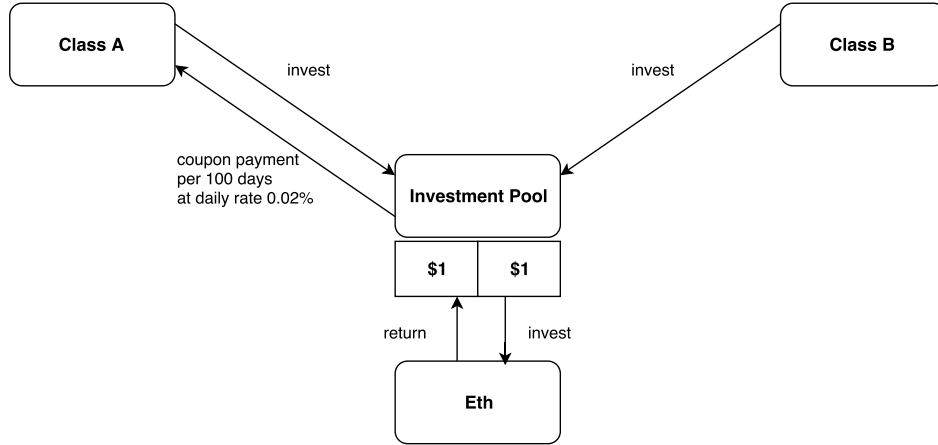 Class A
Class B
invest
invest
coupon payment
per 100 days
at daily rate 0.02%
Investment Pool
$1
$1
return
invest
Eth